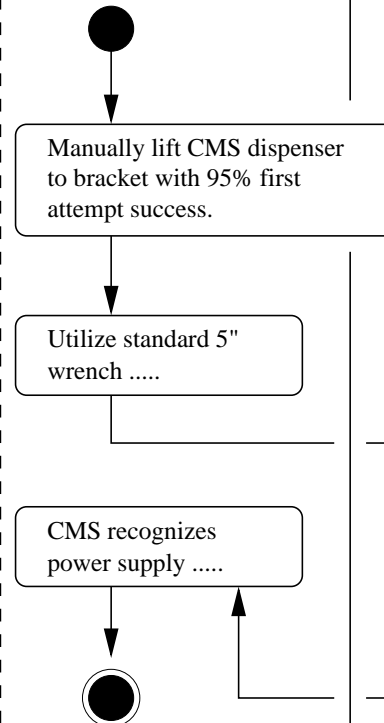 Manually lift CMS dispenser
to bracket with 95% first
attempt success.
Utilize standard 5"
wrench .....
CMS recognizes
power supply .....